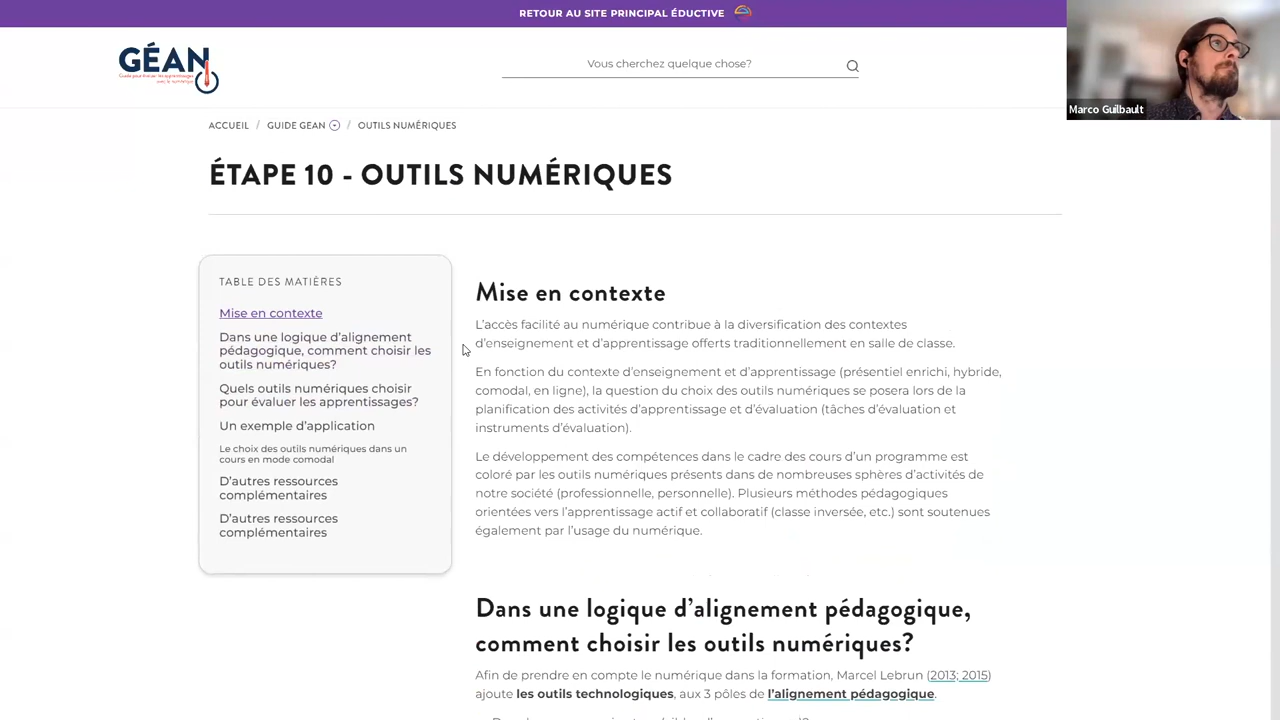 RETOUR AU SITE PRINCIPAL ÉDUCTIVE
GÉAN
Vous cherchez quelque chose?
Marco Guilbault
ACCUEIL / GUIDE GEAN / OUTILS NUMÉRIQUES
ÉTAPE 10 - OUTILS NUMÉRIQUES
TABLE DES MATIÈRES
Mise en contexte
Dans une logique d'alignement
pédagogique, comment choisir les
outils numériques?
Quels outils numériques choisir
pour évaluer les apprentissages?
Un exemple d'application
Le choix des outils numériques dans un
cours en mode comodal
D'autres ressources
complémentaires
D'autres ressources
complémentaires
Mise en contexte
L'accès facilité au numérique contribue à la diversification des contextes
d'enseignement et d'apprentissage offerts traditionnellement en salle de classe.
En fonction du contexte d'enseignement et d'apprentissage (présentiel enrichi, hybride,
comodal, en ligne), la question du choix des outils numériques se posera lors de la
planification des activités d'apprentissage et d'évaluation (tâches d'évaluation et
instruments d'évaluation).
Le développement des compétences dans le cadre des cours d'un programme est
coloré par les outils numériques présents dans de nombreuses sphères d'activités de
notre société (professionnelle, personnelle). Plusieurs méthodes pédagogiques
orientées vers l'apprentissage actif et collaboratif (classe inversée, etc.) sont soutenues
également par l'usage du numérique.
Dans une logique d'alignement pédagogique,
comment choisir les outils numériques?
Afin de prendre en compte le numérique dans la formation, Marcel Lebrun (2013; 2015)
ajoute les outils technologiques, aux 3 pôles de l'alignement pédagogique.